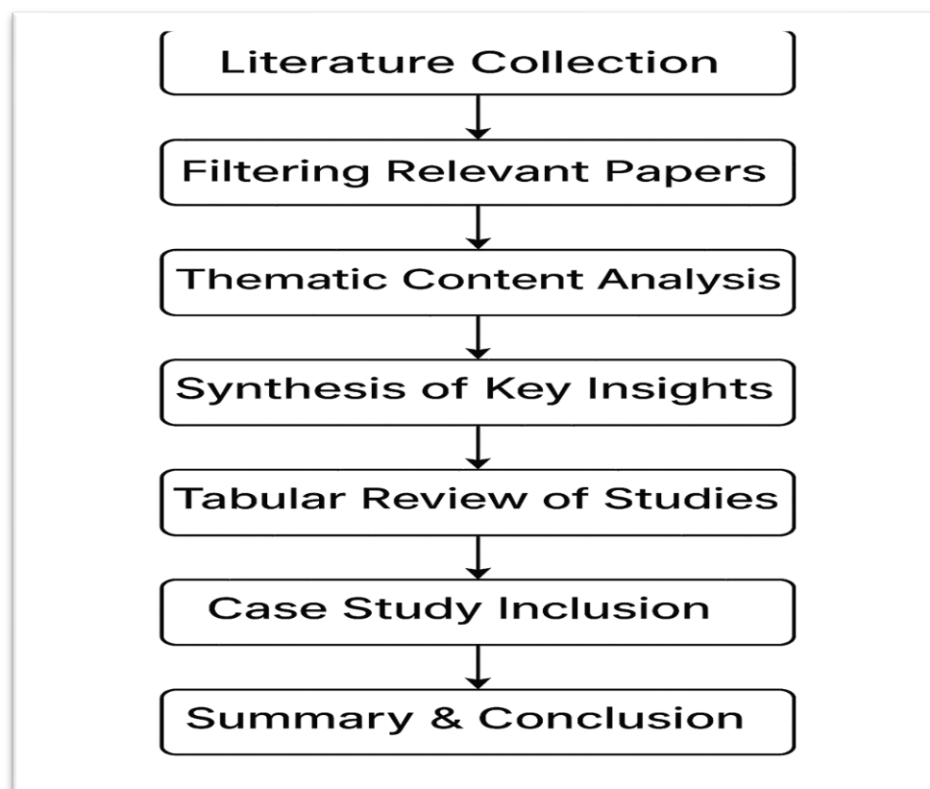 Literature Collection
Filtering Relevant Papers
Thematic Content Analysis
Synthesis of Key Insights
Tabular Review of Studies
Case Study Inclusion
Summary & Conclusion